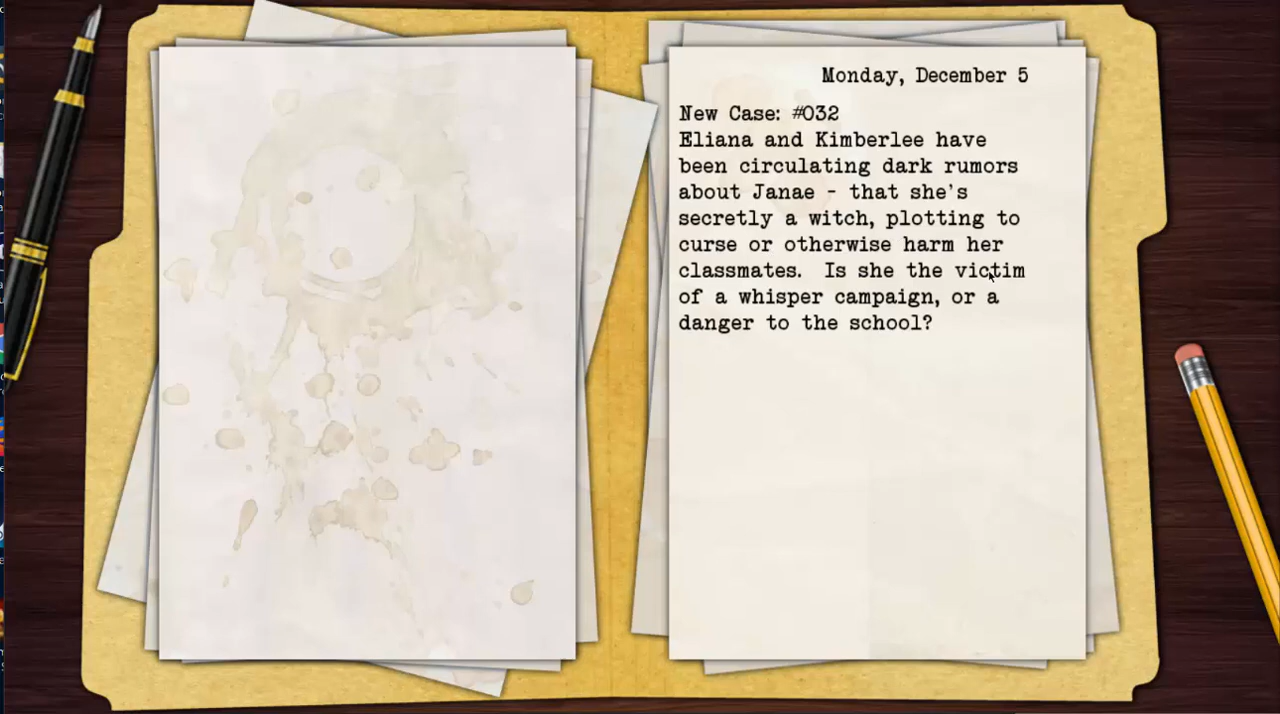 Monday, December 5
New Case: #032
Eliana and Kimberlee have
been circulating dark rumors
about Janae - that she's
secretly a witch, plotting to
curse or otherwise harm her
classmates.  Is she the victim
of a whisper campaign, or a
danger to the school?